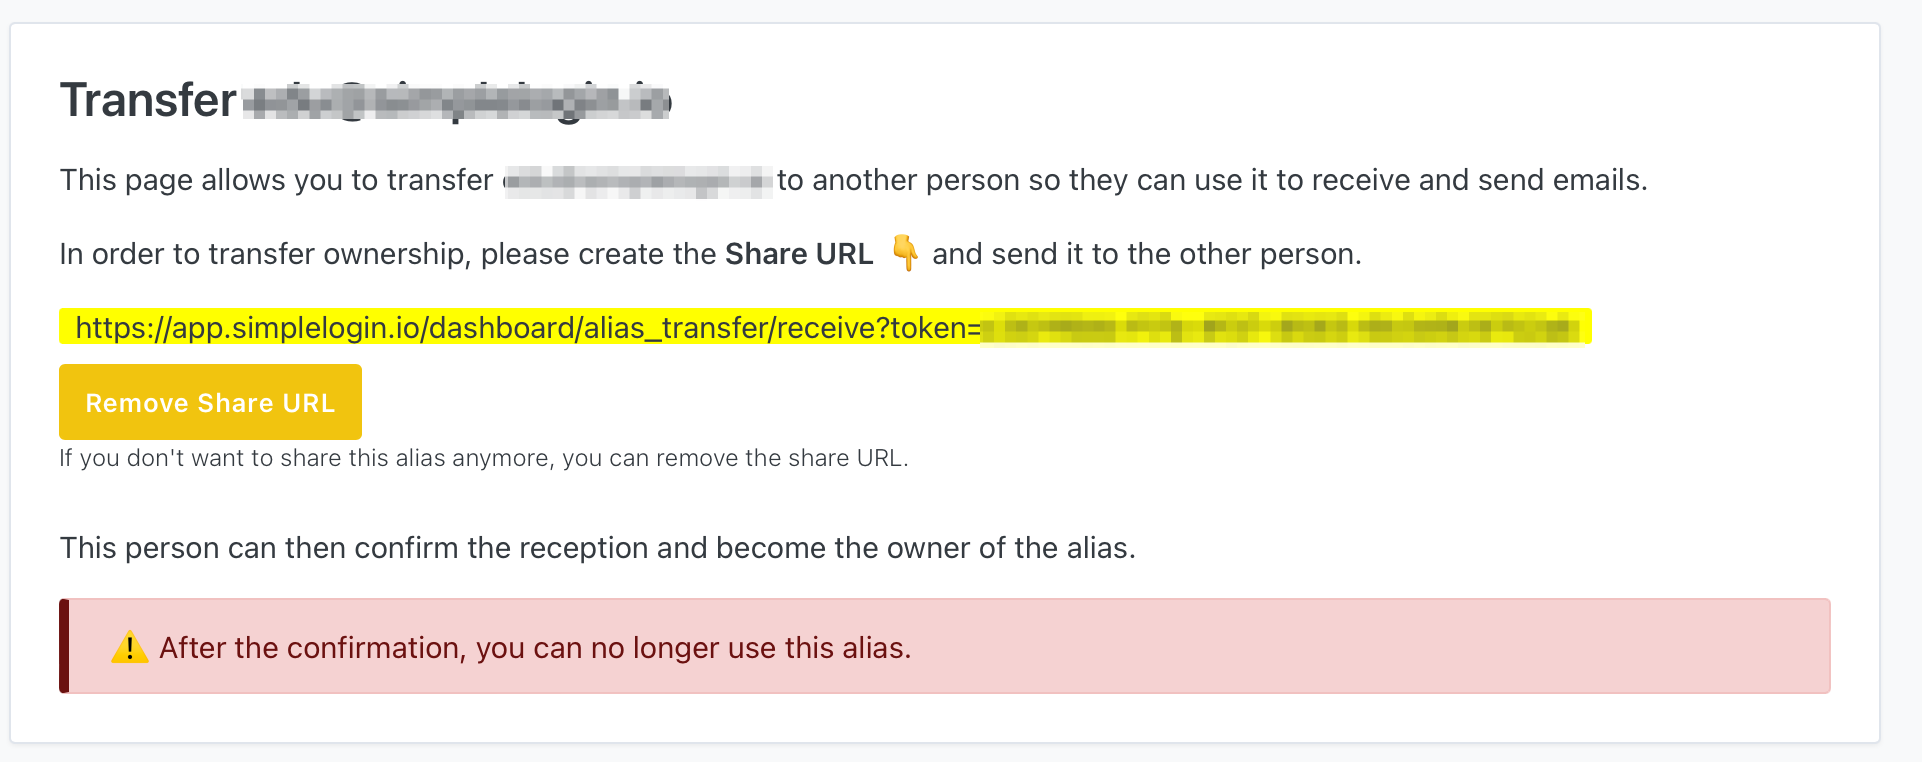 Transfer
This page allows you to transfer to another person so they can use it to receive and send emails.
In order to transfer ownership, please create the Share URL 👇 and send it to the other person.
https://app.simplelogin.io/dashboard/alias_transfer/receive?token=
Remove Share URL
If you don't want to share this alias anymore, you can remove the share URL.
This person can then confirm the reception and become the owner of the alias.
⚠️ After the confirmation, you can no longer use this alias.